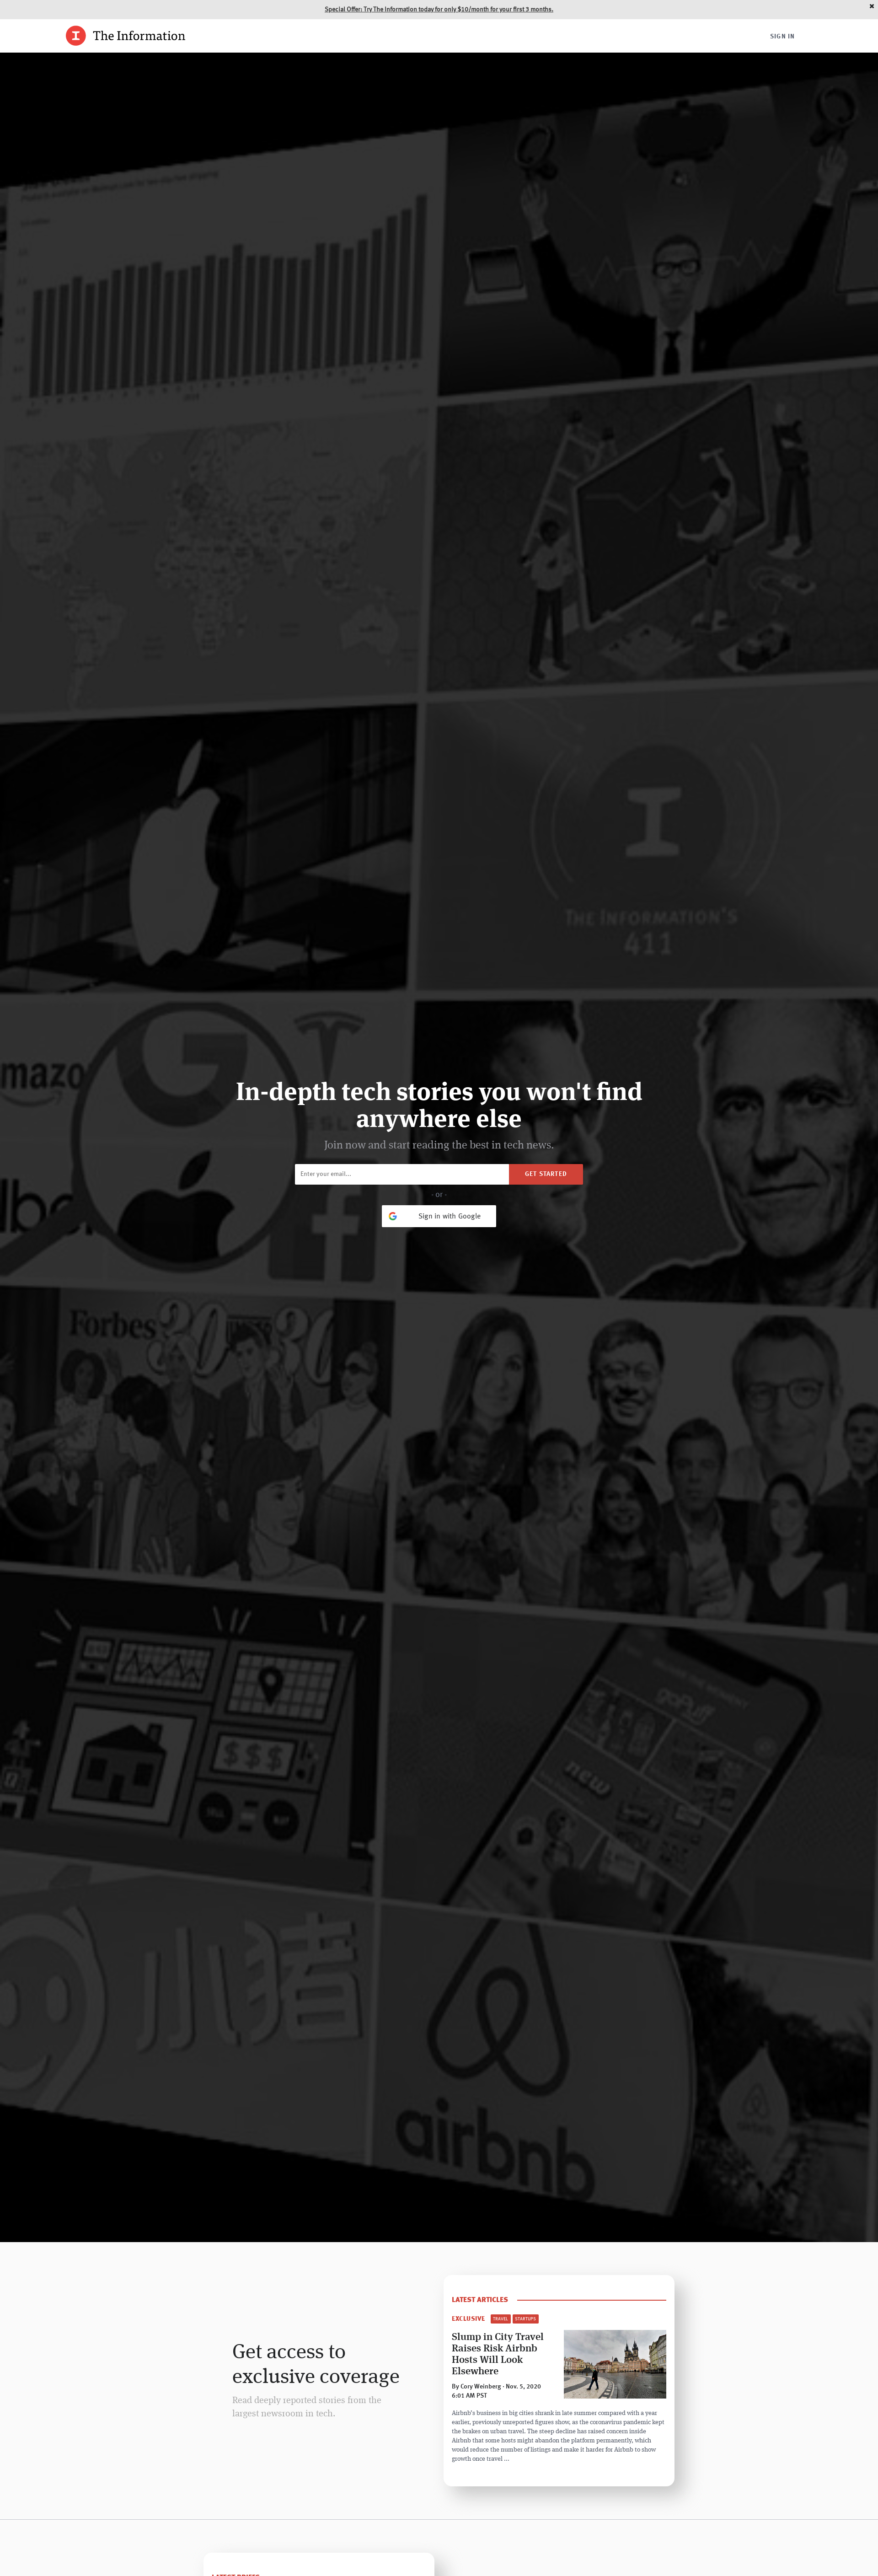 Special Offer: Try The Information today for only $10/month for your first 3 months.
The Information
SIGN IN
THE INFORMATION'S
411
Forbes
goPuff
new
小猪
airbnb
In-depth tech stories you won't find
anywhere else
Join now and start reading the best in tech news.
Enter your email...
GET STARTED
- or -
Sign in with Google
Get access to
exclusive coverage
Read deeply reported stories from the
largest newsroom in tech.
LATEST ARTICLES
EXCLUSIVE TRAVEL STARTUPS
Slump in City Travel
Raises Risk Airbnb
Hosts Will Look
Elsewhere
By Cory Weinberg · Nov. 5, 2020
6:01 AM PST
Airbnb's business in big cities shrank in late summer compared with a year
earlier, previously unreported figures show, as the coronavirus pandemic kept
the brakes on urban travel. The steep decline has raised concern inside
Airbnb that some hosts might abandon the platform permanently, which
would reduce the number of listings and make it harder for Airbnb to show
growth once travel ...